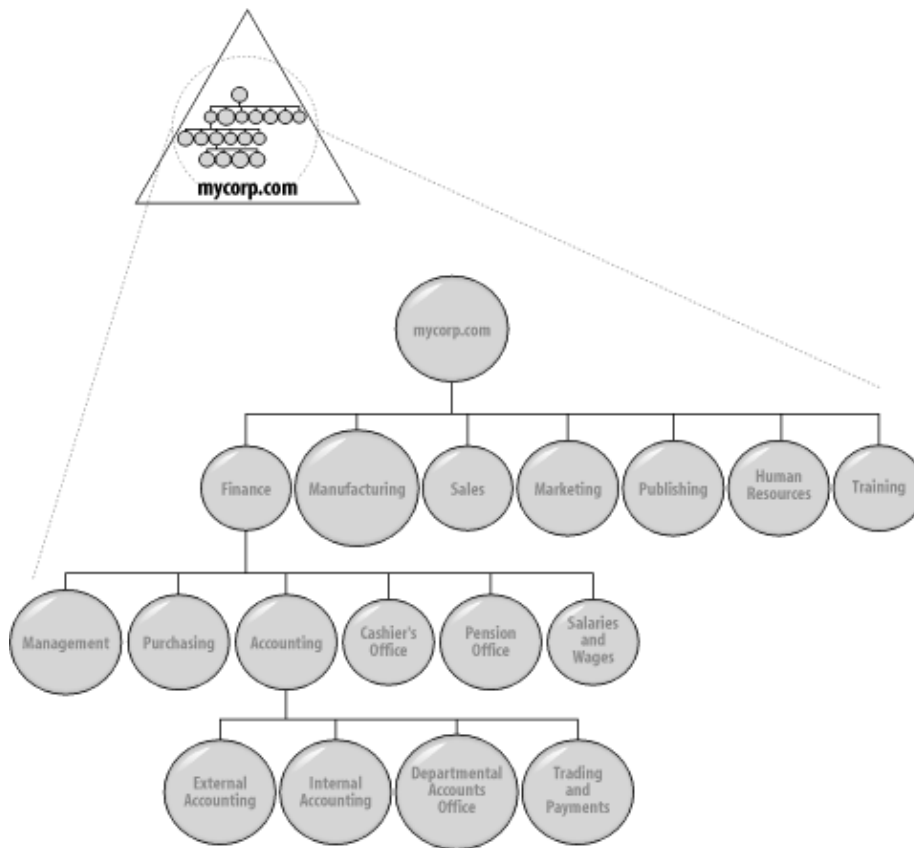 mycorp.com
mycorp.com
Finance
Manufacturing
Sales
Marketing
Publishing
Human
Resources
Training
Management
Purchasing
Accounting
Cashier's
Office
Pension
Office
Salaries
and
Wages
External
Accounting
Internal
Accounting
Departmental
Accounts
Office
Trading
and
Payments